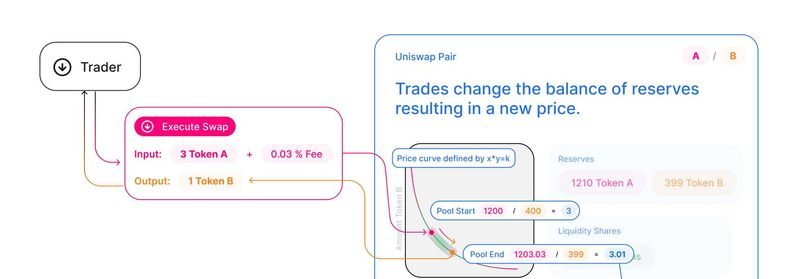 Uniswap Pair
A / B
Trader
Trades change the balance of reserves
resulting in a new price.
Execute Swap
Input: 3 Token A + 0.03 % Fee
Output: 1 Token B
Price curve defined by x*y=k
Amount Token B
Reserves
1210 Token A 399 Token B
Pool Start 1200 / 400 = 3
Liquidity Shares
Pool End 1203.03 / 399 = 3.01